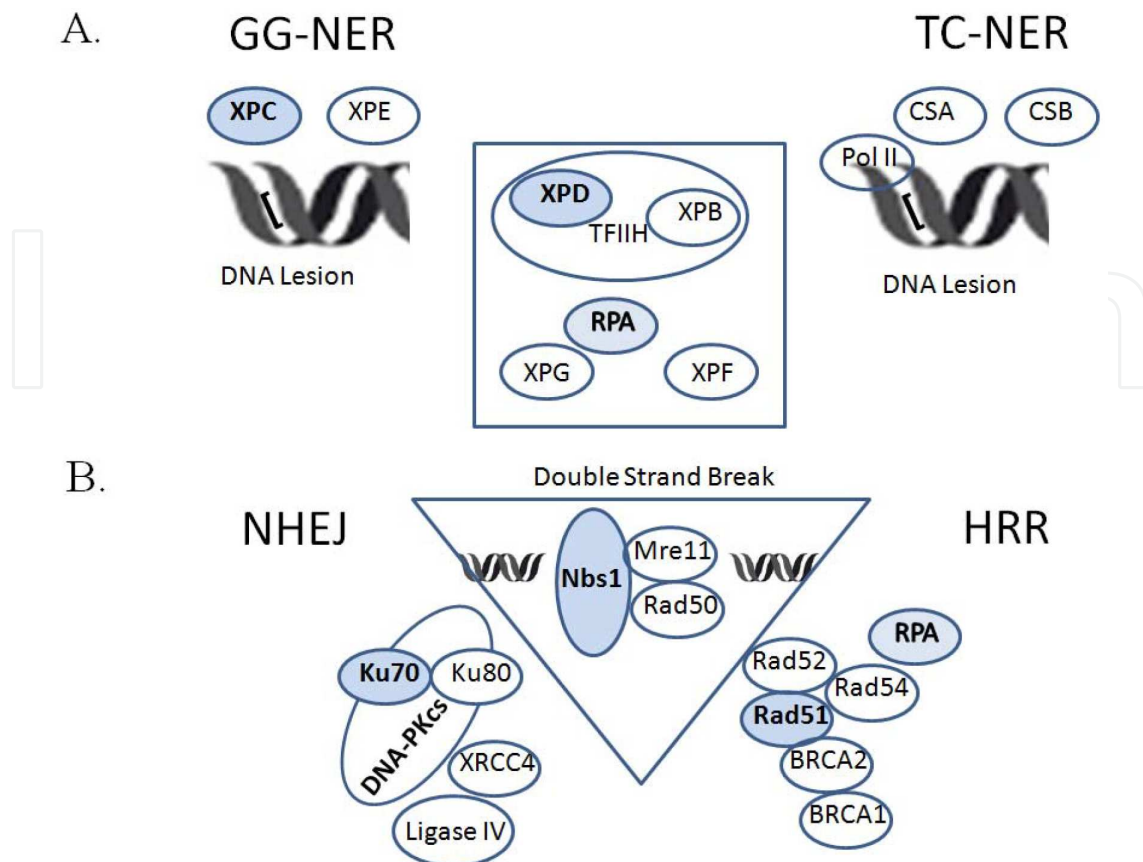 A.
GG-NER
TC-NER
XPC
XPE
CSA
CSB
Pol II
XPD
XPB
TFIIH
DNA Lesion
DNA Lesion
RPA
XPG
XPF
B.
Double Strand Break
NHEJ
HRR
Nbs1
Mre11
Rad50
RPA
Ku70
Ku80
DNA-PKcs
XRCC4
Ligase IV
Rad52
Rad54
Rad51
BRCA2
BRCA1